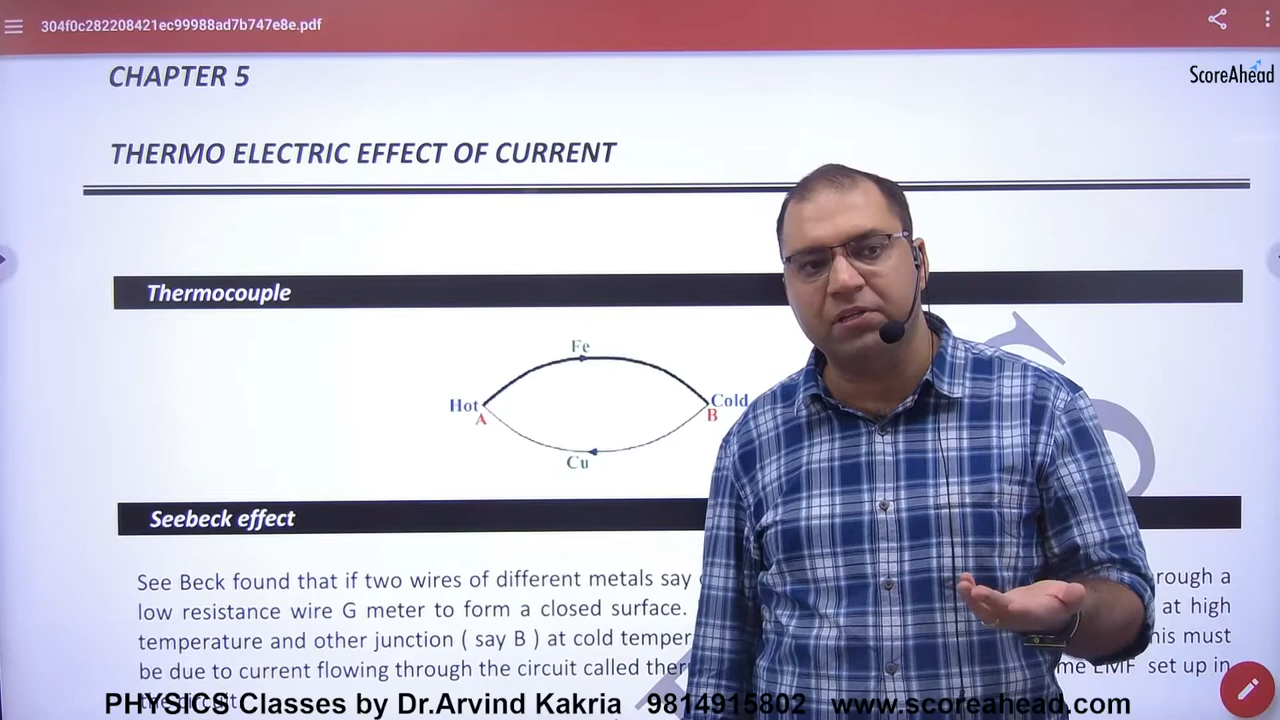 304f0c282208421ec99988ad7b747e8e.pdf
ScoreAhead
CHAPTER 5
THERMO ELECTRIC EFFECT OF CURRENT
Thermocouple
Fe
Hot
Cold
A
B
Cu
Seebeck effect
See Beck found that if two wires of different metals say rough a
low resistance wire G meter to form a closed surface. at high
temperature and other junction ( say B ) at cold temper his must
be due to current flowing through the circuit called ther me EMF set up in
the circuit
PHYSICS Classes by Dr.Arvind Kakria 9814915802 www.scoreahead.com